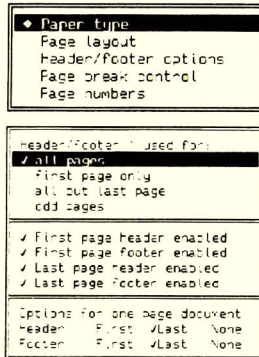 ◆ Paper type
Page layout
Header/footer options
Page break control
Page numbers
Header/footer 1 used for:
✓ all pages
first page only
all but last page
odd pages
✓ First page header enabled
✓ First page footer enabled
✓ Last page header enabled
✓ Last page footer enabled
Options for one page document
Header First ✓Last None
Footer First ✓Last None